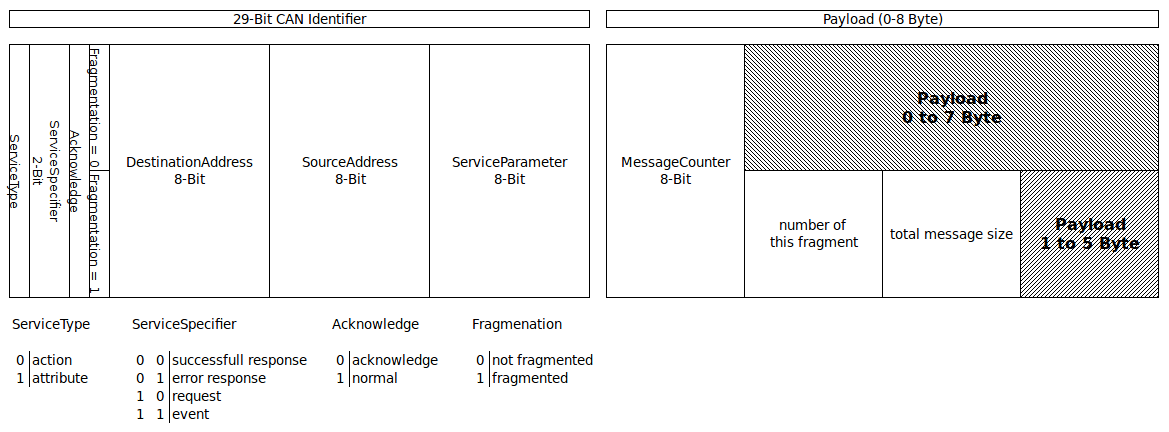 29-Bit CAN Identifier
Payload (0-8 Byte)
ServiceType
2-Bit
ServiceSpecifier
Acknowledge
Fragmentation = 0
Fragmentation = 1
DestinationAddress
8-Bit
SourceAddress
8-Bit
ServiceParameter
8-Bit
MessageCounter
8-Bit
Payload
0 to 7 Byte
number of
this fragment
total message size
Payload
1 to 5 Byte
ServiceType
0 action
1 attribute
ServiceSpecifier
0 0 successfull response
0 1 error response
1 0 request
1 1 event
Acknowledge
0 acknowledge
1 normal
Fragmenation
0 not fragmented
1 fragmented